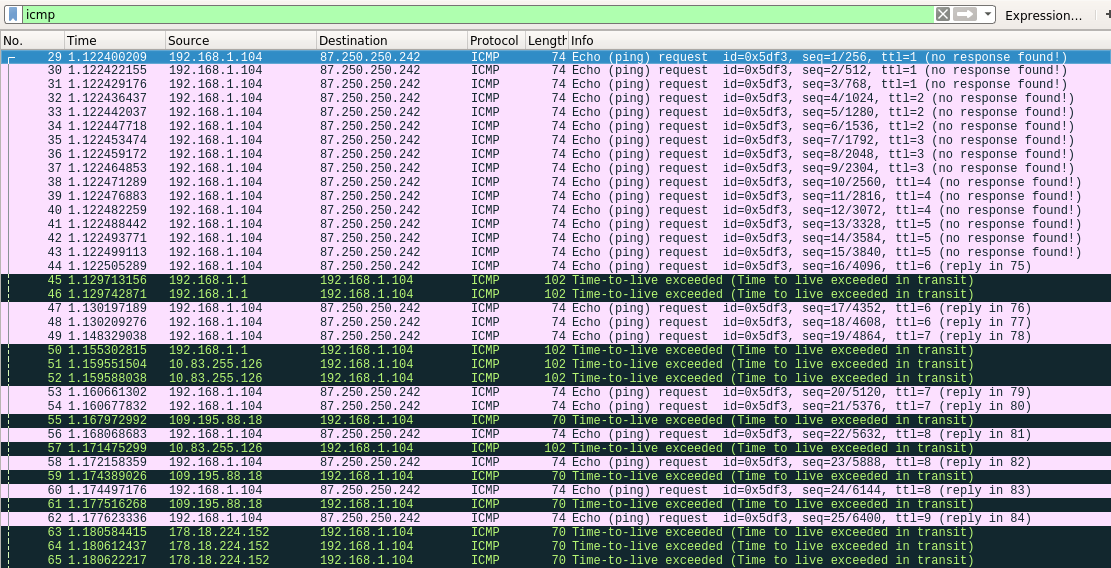 icmp Expression... +
No. Time Source Destination Protocol Length Info
29 1.122400209 192.168.1.104 87.250.250.242 ICMP 74 Echo (ping) request id=0x5df3, seq=1/256, ttl=1 (no response found!)
30 1.122422155 192.168.1.104 87.250.250.242 ICMP 74 Echo (ping) request id=0x5df3, seq=2/512, ttl=1 (no response found!)
31 1.122429176 192.168.1.104 87.250.250.242 ICMP 74 Echo (ping) request id=0x5df3, seq=3/768, ttl=1 (no response found!)
32 1.122436437 192.168.1.104 87.250.250.242 ICMP 74 Echo (ping) request id=0x5df3, seq=4/1024, ttl=2 (no response found!)
33 1.122442037 192.168.1.104 87.250.250.242 ICMP 74 Echo (ping) request id=0x5df3, seq=5/1280, ttl=2 (no response found!)
34 1.122447718 192.168.1.104 87.250.250.242 ICMP 74 Echo (ping) request id=0x5df3, seq=6/1536, ttl=2 (no response found!)
35 1.122453474 192.168.1.104 87.250.250.242 ICMP 74 Echo (ping) request id=0x5df3, seq=7/1792, ttl=3 (no response found!)
36 1.122459172 192.168.1.104 87.250.250.242 ICMP 74 Echo (ping) request id=0x5df3, seq=8/2048, ttl=3 (no response found!)
37 1.122464853 192.168.1.104 87.250.250.242 ICMP 74 Echo (ping) request id=0x5df3, seq=9/2304, ttl=3 (no response found!)
38 1.122471289 192.168.1.104 87.250.250.242 ICMP 74 Echo (ping) request id=0x5df3, seq=10/2560, ttl=4 (no response found!)
39 1.122476883 192.168.1.104 87.250.250.242 ICMP 74 Echo (ping) request id=0x5df3, seq=11/2816, ttl=4 (no response found!)
40 1.122482259 192.168.1.104 87.250.250.242 ICMP 74 Echo (ping) request id=0x5df3, seq=12/3072, ttl=4 (no response found!)
41 1.122488442 192.168.1.104 87.250.250.242 ICMP 74 Echo (ping) request id=0x5df3, seq=13/3328, ttl=5 (no response found!)
42 1.122493771 192.168.1.104 87.250.250.242 ICMP 74 Echo (ping) request id=0x5df3, seq=14/3584, ttl=5 (no response found!)
43 1.122499113 192.168.1.104 87.250.250.242 ICMP 74 Echo (ping) request id=0x5df3, seq=15/3840, ttl=5 (no response found!)
44 1.122505289 192.168.1.104 87.250.250.242 ICMP 74 Echo (ping) request id=0x5df3, seq=16/4096, ttl=6 (reply in 75)
45 1.129713156 192.168.1.1 192.168.1.104 ICMP 102 Time-to-live exceeded (Time to live exceeded in transit)
46 1.129742871 192.168.1.1 192.168.1.104 ICMP 102 Time-to-live exceeded (Time to live exceeded in transit)
47 1.130197189 192.168.1.104 87.250.250.242 ICMP 74 Echo (ping) request id=0x5df3, seq=17/4352, ttl=6 (reply in 76)
48 1.130209276 192.168.1.104 87.250.250.242 ICMP 74 Echo (ping) request id=0x5df3, seq=18/4608, ttl=6 (reply in 77)
49 1.148329038 192.168.1.104 87.250.250.242 ICMP 74 Echo (ping) request id=0x5df3, seq=19/4864, ttl=7 (reply in 78)
50 1.155302815 192.168.1.1 192.168.1.104 ICMP 102 Time-to-live exceeded (Time to live exceeded in transit)
51 1.159551504 10.83.255.126 192.168.1.104 ICMP 102 Time-to-live exceeded (Time to live exceeded in transit)
52 1.159588038 10.83.255.126 192.168.1.104 ICMP 102 Time-to-live exceeded (Time to live exceeded in transit)
53 1.160661302 192.168.1.104 87.250.250.242 ICMP 74 Echo (ping) request id=0x5df3, seq=20/5120, ttl=7 (reply in 79)
54 1.160677832 192.168.1.104 87.250.250.242 ICMP 74 Echo (ping) request id=0x5df3, seq=21/5376, ttl=7 (reply in 80)
55 1.167972992 109.195.88.18 192.168.1.104 ICMP 70 Time-to-live exceeded (Time to live exceeded in transit)
56 1.168068683 192.168.1.104 87.250.250.242 ICMP 74 Echo (ping) request id=0x5df3, seq=22/5632, ttl=8 (reply in 81)
57 1.171475299 10.83.255.126 192.168.1.104 ICMP 102 Time-to-live exceeded (Time to live exceeded in transit)
58 1.172158359 192.168.1.104 87.250.250.242 ICMP 74 Echo (ping) request id=0x5df3, seq=23/5888, ttl=8 (reply in 82)
59 1.174389026 109.195.88.18 192.168.1.104 ICMP 70 Time-to-live exceeded (Time to live exceeded in transit)
60 1.174497176 192.168.1.104 87.250.250.242 ICMP 74 Echo (ping) request id=0x5df3, seq=24/6144, ttl=8 (reply in 83)
61 1.177516268 109.195.88.18 192.168.1.104 ICMP 70 Time-to-live exceeded (Time to live exceeded in transit)
62 1.177623336 192.168.1.104 87.250.250.242 ICMP 74 Echo (ping) request id=0x5df3, seq=25/6400, ttl=9 (reply in 84)
63 1.180584415 178.18.224.152 192.168.1.104 ICMP 70 Time-to-live exceeded (Time to live exceeded in transit)
64 1.180612437 178.18.224.152 192.168.1.104 ICMP 70 Time-to-live exceeded (Time to live exceeded in transit)
65 1.180622217 178.18.224.152 192.168.1.104 ICMP 70 Time-to-live exceeded (Time to live exceeded in transit)